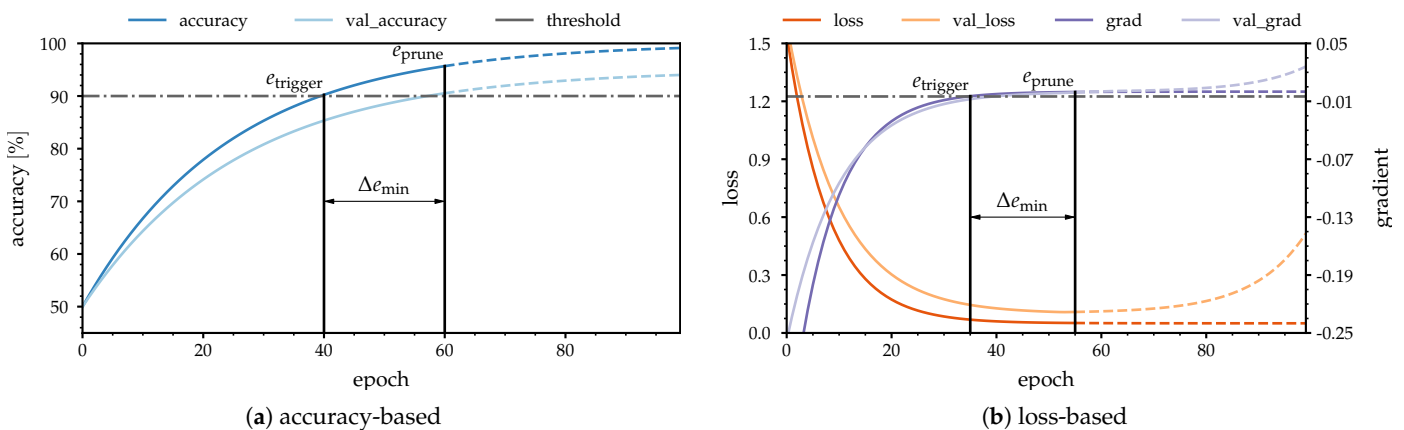 accuracy val_accuracy threshold
100
90
80
70
60
50
accuracy [%]
e_trigger
e_prune
Δe_min
0 20 40 60 80
epoch
(a) accuracy-based
loss val_loss grad val_grad
1.5
1.2
0.9
0.6
0.3
0.0
loss
e_trigger
e_prune
Δe_min
0.05
-0.01
-0.07
-0.13
-0.19
-0.25
gradient
0 20 40 60 80
epoch
(b) loss-based